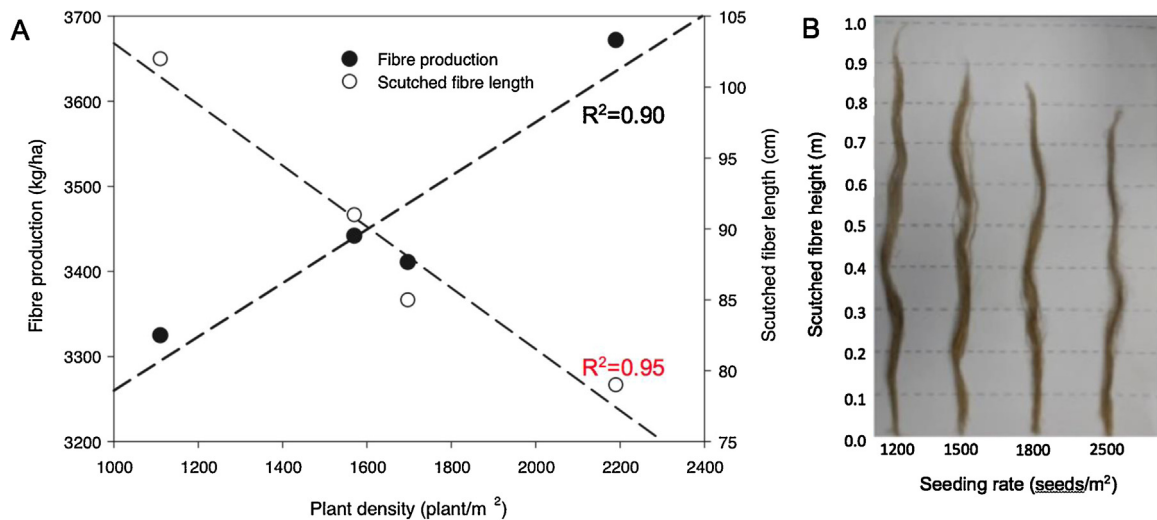 A
3700
3600
3500
3400
3300
3200
Fibre production (kg/ha)
Fibre production
Scutched fibre length
R²=0.90
R²=0.95
105
100
95
90
85
80
75
Scutched fiber length (cm)
1000 1200 1400 1600 1800 2000 2200 2400
Plant density (plant/m ²)
B
1.0
0.9
0.8
0.7
0.6
0.5
0.4
0.3
0.2
0.1
0.0
Scutched fibre height (m)
1200 1500 1800 2500
Seeding rate (seeds/m²)